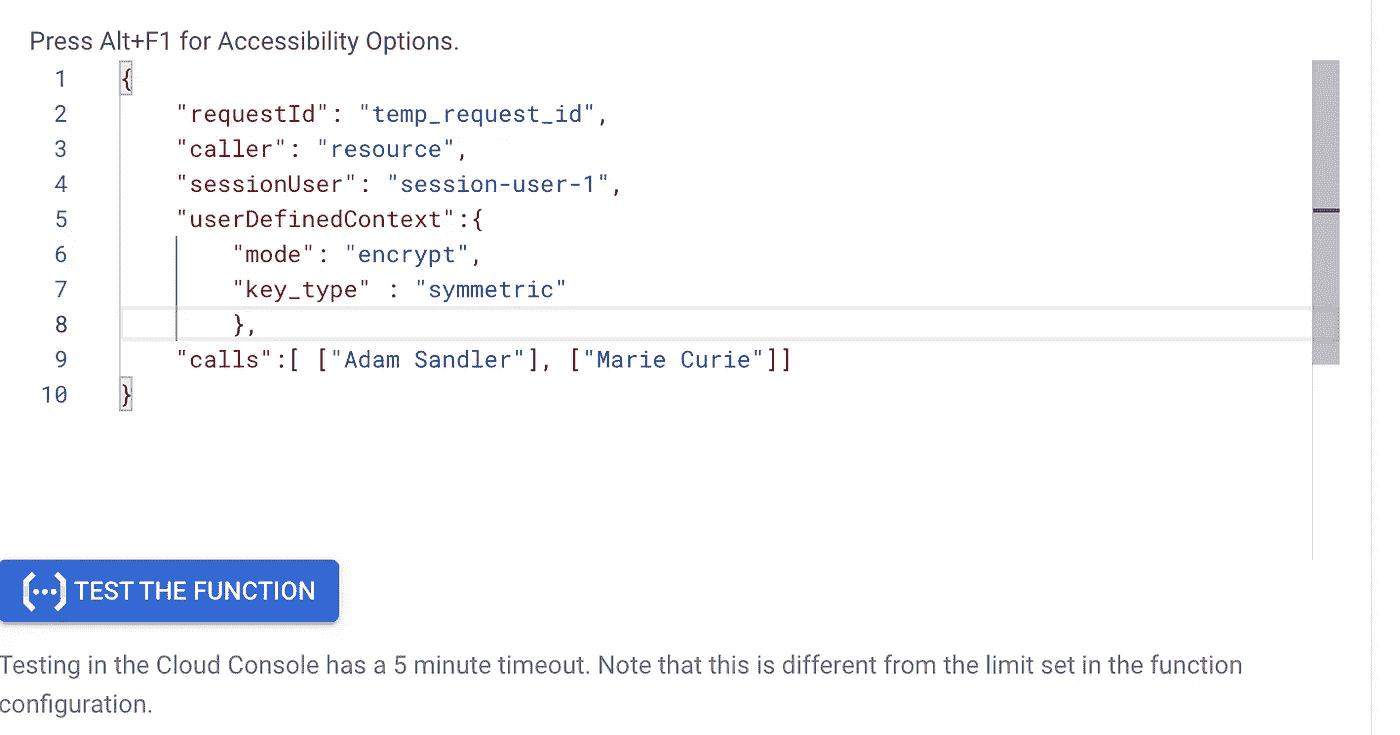 Press Alt+F1 for Accessibility Options.
1 {
2 "requestId": "temp_request_id",
3 "caller": "resource",
4 "sessionUser": "session-user-1",
5 "userDefinedContext":{
6 "mode": "encrypt",
7 "key_type" : "symmetric"
8 },
9 "calls":[ ["Adam Sandler"], ["Marie Curie"]]
10 }
(...) TEST THE FUNCTION
Testing in the Cloud Console has a 5 minute timeout. Note that this is different from the limit set in the function
configuration.